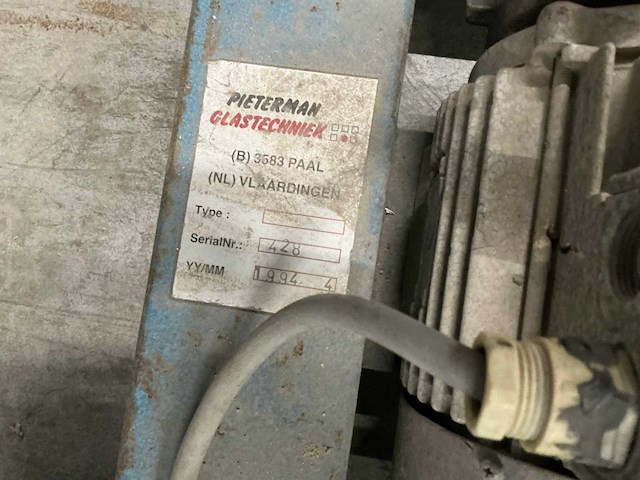 PIETERMAN
GLASTECHNIEK
(B) 3583 PAAL
(NL) VLAARDINGEN
Type :
SerialNr.: 428
YY/MM 1994 4